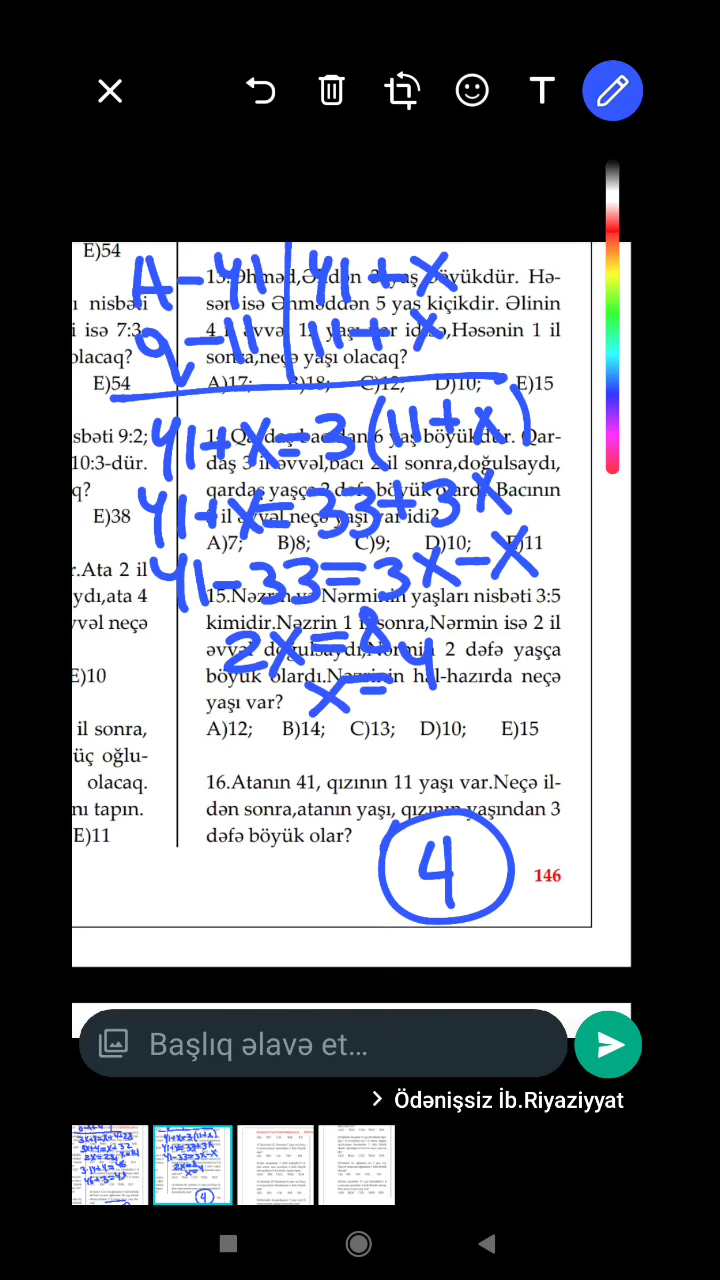 E)54
ı nisbəti
i isə 7:3-
olacaq?
E)54
sbəti 9:2;
10:3-dür.
q?
E)38
r.Ata 2 il
ydı,ata 4
vvəl neçə
E)10
il sonra,
üç oğlu-
olacaq.
nı tapın.
E)11
A - 41 | 41 + x
Q - 11 | 11 + x
41+x=3(11+x)
41+x=33+3x
41-33=3x-x
2x=8
x=4
13.Əhməd,Əlidən 3 yaş böyükdür. Hə-
sən isə Əhməddən 5 yaş kiçikdir. Əlinin
4 il əvvəl 12 yaşı var idisə,Həsənin 1 il
sonra,neçə yaşı olacaq?
A)17; B)18; C)12; D)10; E)15
14.Qardaş bacıdan 6 yaş böyükdür. Qar-
daş 3 il əvvəl,bacı 2 il sonra,doğulsaydı,
qardaş yaşça 2 dəfə böyük olardı. Bacının
il əvvəl neçə yaşı var idi?
A)7; B)8; C)9; D)10; E)11
15.Nəzrin və Nərminin yaşları nisbəti 3:5
kimidir.Nəzrin 1 il sonra,Nərmin isə 2 il
əvvəl doğulsaydı,Nərmin 2 dəfə yaşça
böyük olardı.Nəzrinin hal-hazırda neçə
yaşı var?
A)12; B)14; C)13; D)10; E)15
16.Atanın 41, qızının 11 yaşı var.Neçə il-
dən sonra,atanın yaşı, qızının yaşından 3
dəfə böyük olar?
4
146
Başlıq əlavə et...
Ödənişsiz İb.Riyaziyyat